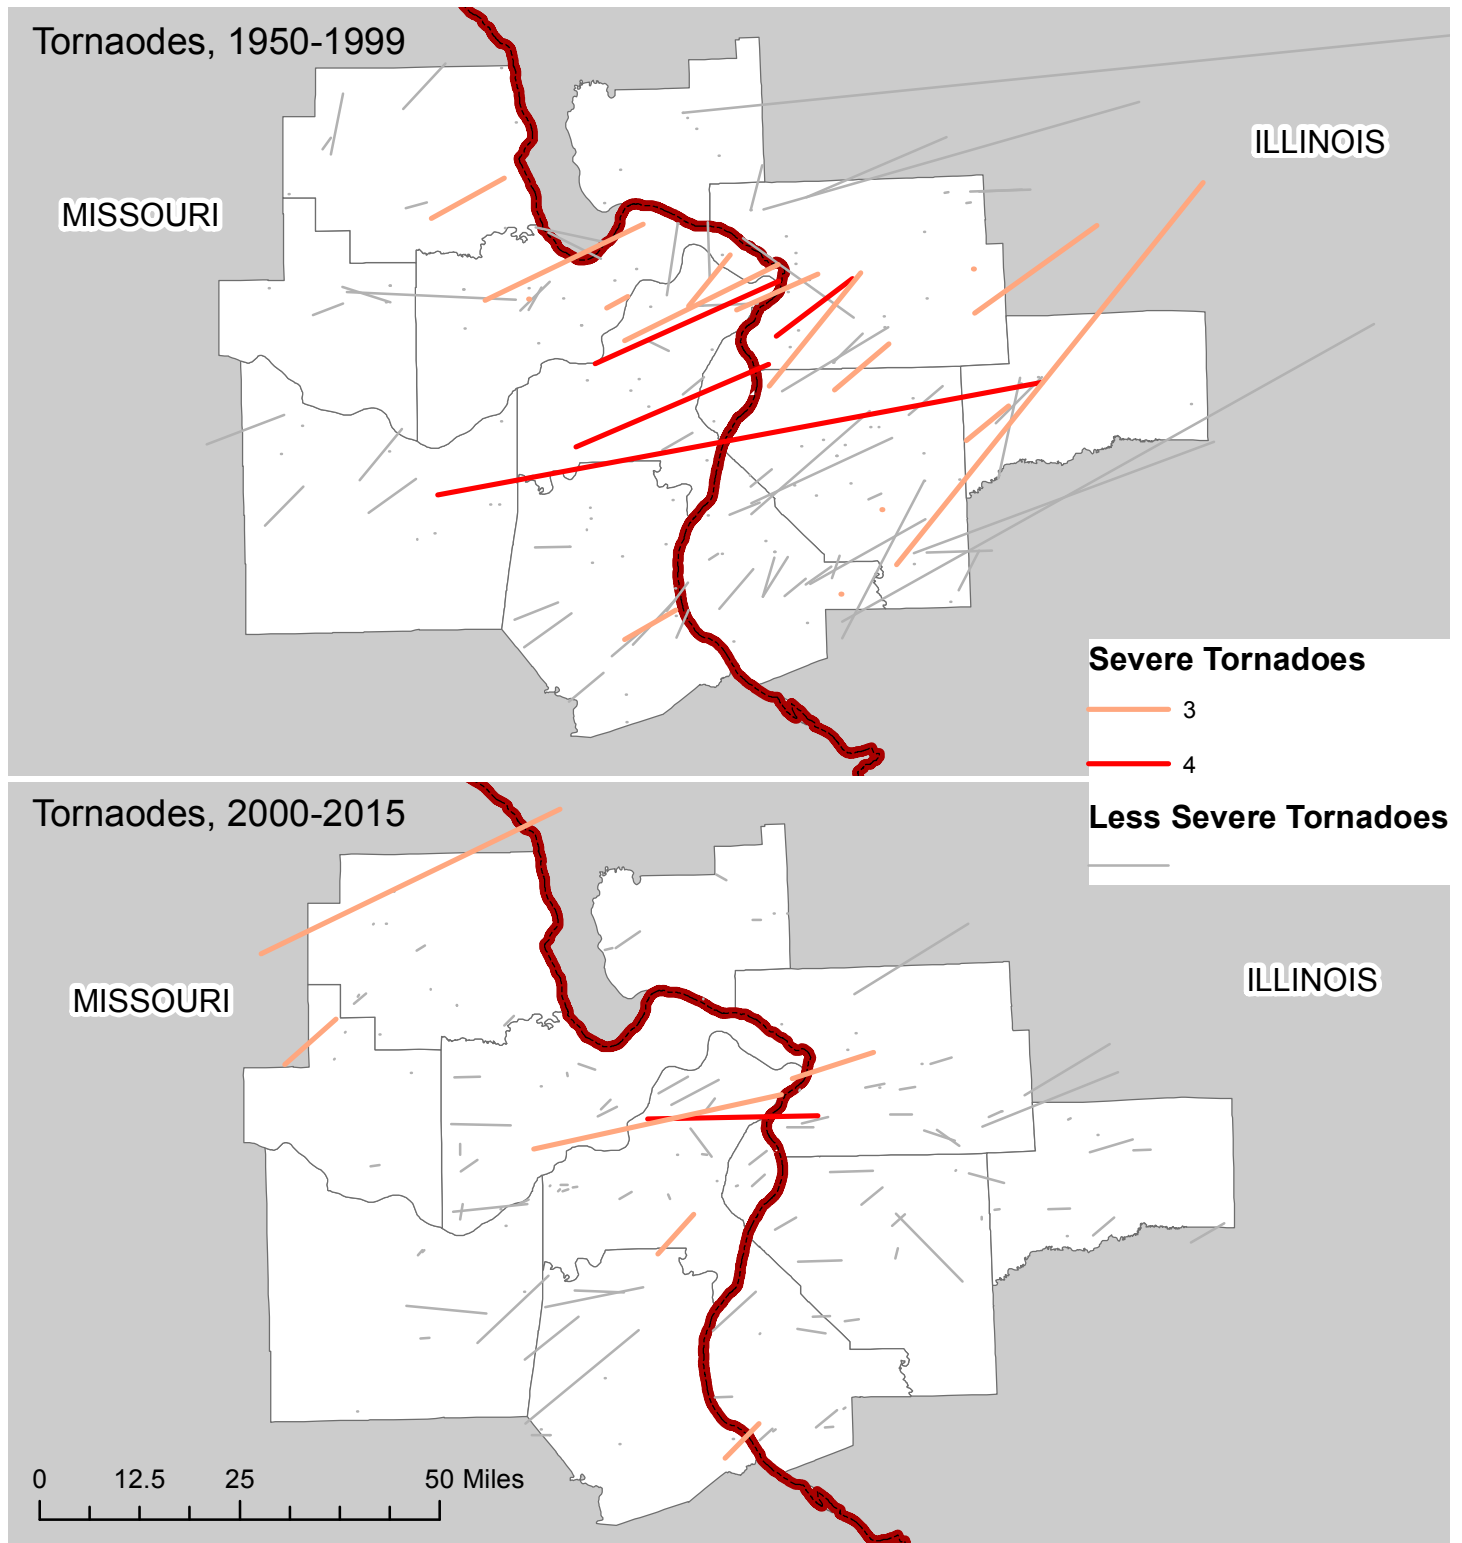 Tornaodes, 1950-1999
ILLINOIS
MISSOURI
Severe Tornadoes
3
4
Less Severe Tornadoes
Tornaodes, 2000-2015
ILLINOIS
MISSOURI
0 12.5 25 50 Miles